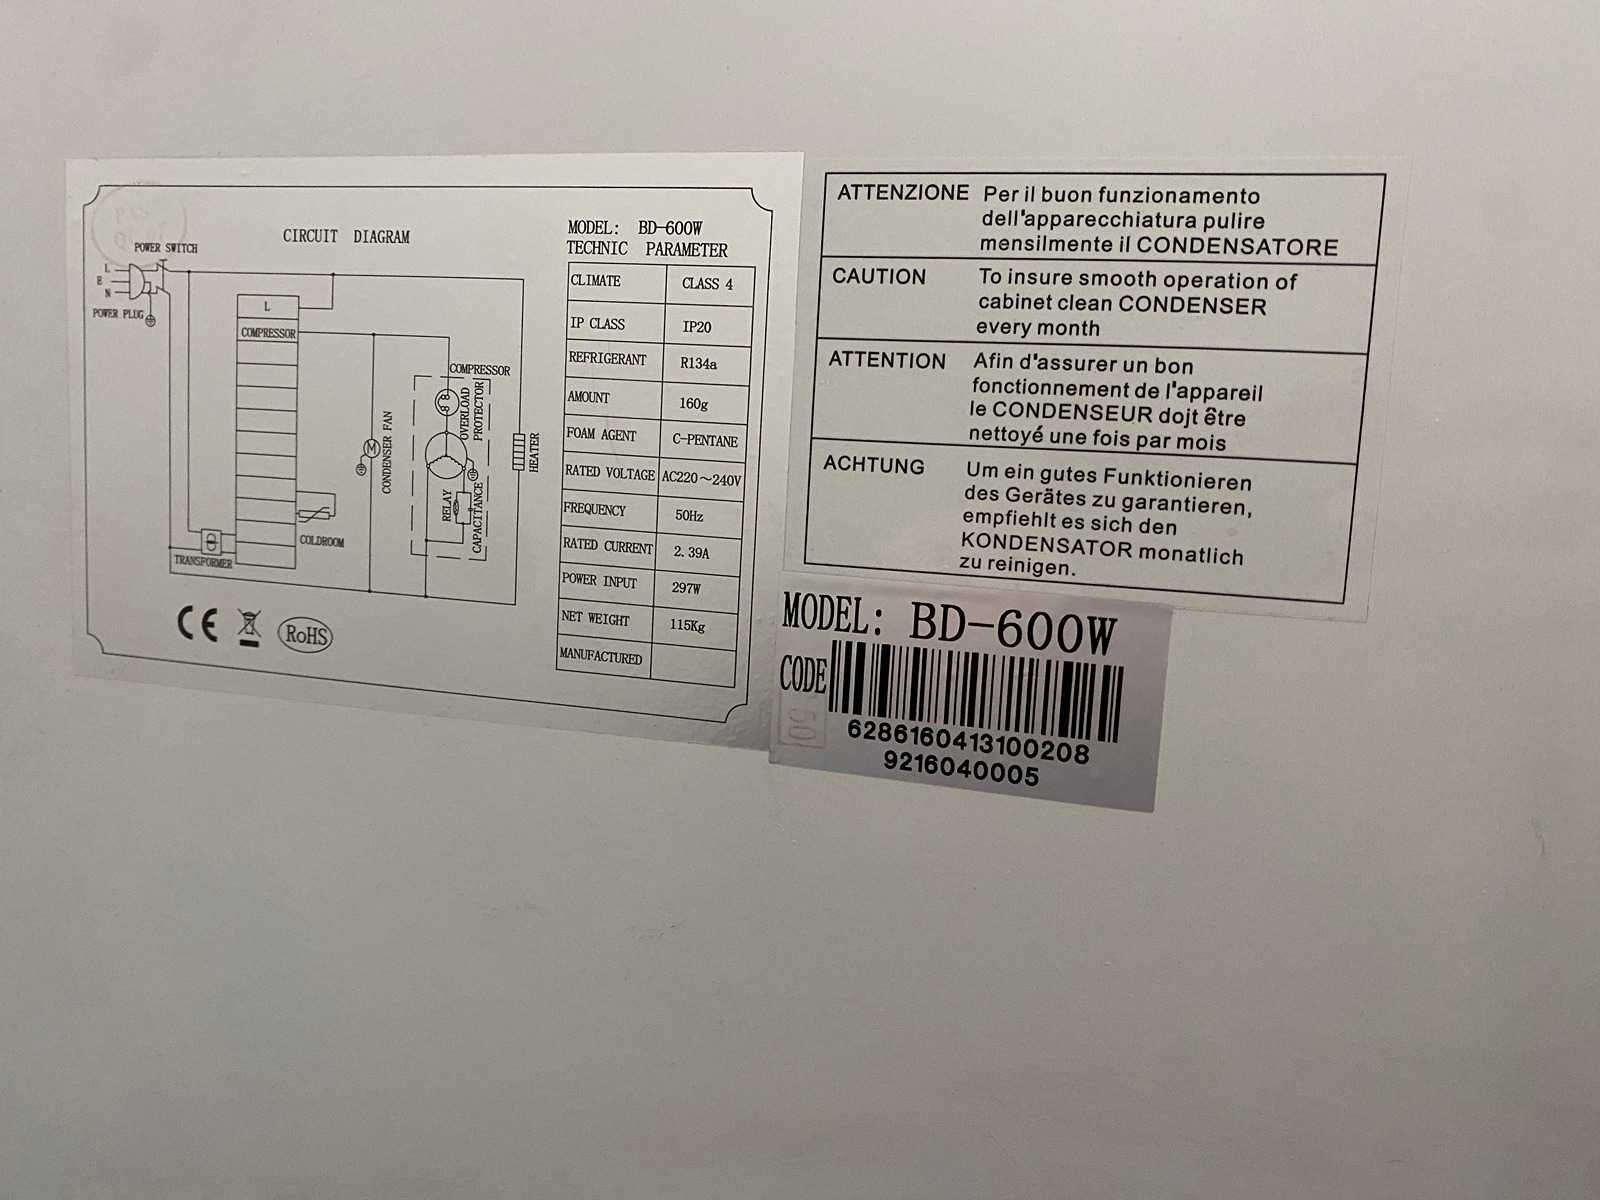 CIRCUIT DIAGRAM
POWER SWITCH
L
E
N
POWER PLUG
L
COMPRESSOR
COLDROOM
TRANSFORMER
CONDENSER FAN
M
COMPRESSOR
OVERLOAD
PROTECTOR
RELAY
CAPACITANCE
HEATER
CE
RoHS
MODEL: BD-600W
TECHNIC PARAMETER
CLIMATE CLASS 4
IP CLASS IP20
REFRIGERANT R134a
AMOUNT 160g
FOAM AGENT C-PENTANE
RATED VOLTAGE AC220~240V
FREQUENCY 50Hz
RATED CURRENT 2.39A
POWER INPUT 297W
NET WEIGHT 115Kg
MANUFACTURED
ATTENZIONE Per il buon funzionamento
dell'apparecchiatura pulire
mensilmente il CONDENSATORE
CAUTION To insure smooth operation of
cabinet clean CONDENSER
every month
ATTENTION Afin d'assurer un bon
fonctionnement de l'appareil
le CONDENSEUR dojt être
nettoyé une fois par mois
ACHTUNG Um ein gutes Funktionieren
des Gerätes zu garantieren,
empfiehlt es sich den
KONDENSATOR monatlich
zu reinigen.
MODEL: BD-600W
CODE
50
6286160413100208
9216040005